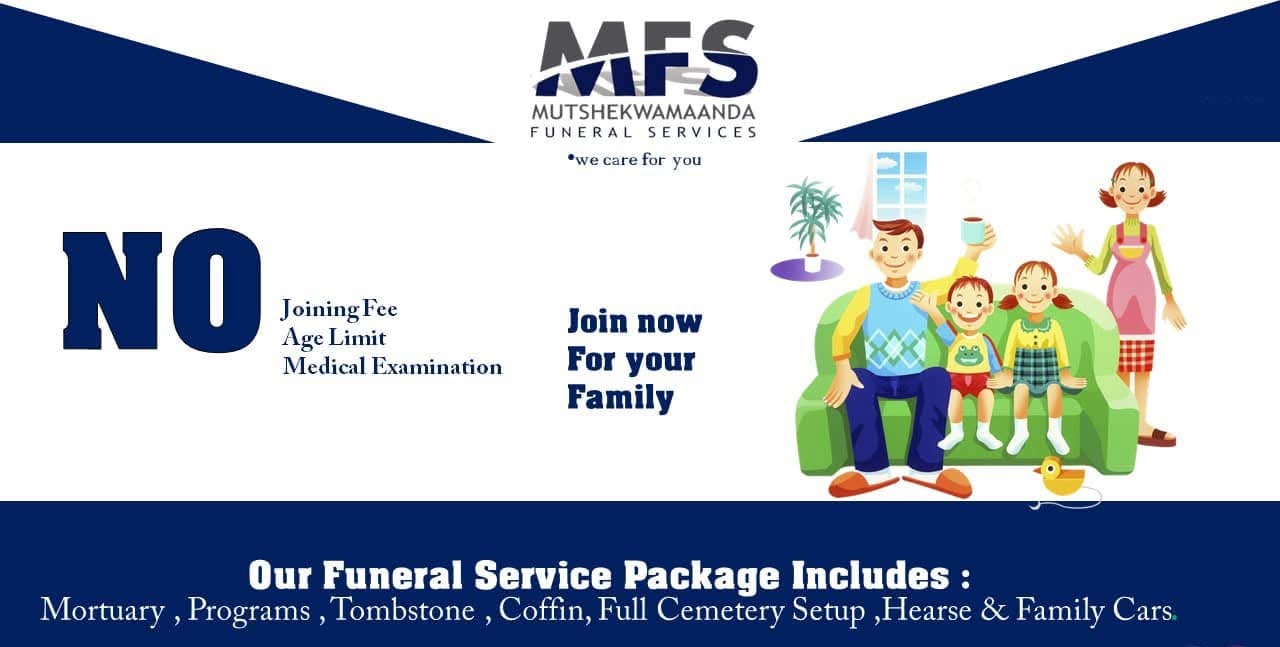 MFS
MUTSHEKWAMAANDA
FUNERAL SERVICES
•we care for you
NO
Joining Fee
Age Limit
Medical Examination
Join now
For your
Family
Our Funeral Service Package Includes :
Mortuary , Programs , Tombstone , Coffin, Full Cemetery Setup ,Hearse & Family Cars.